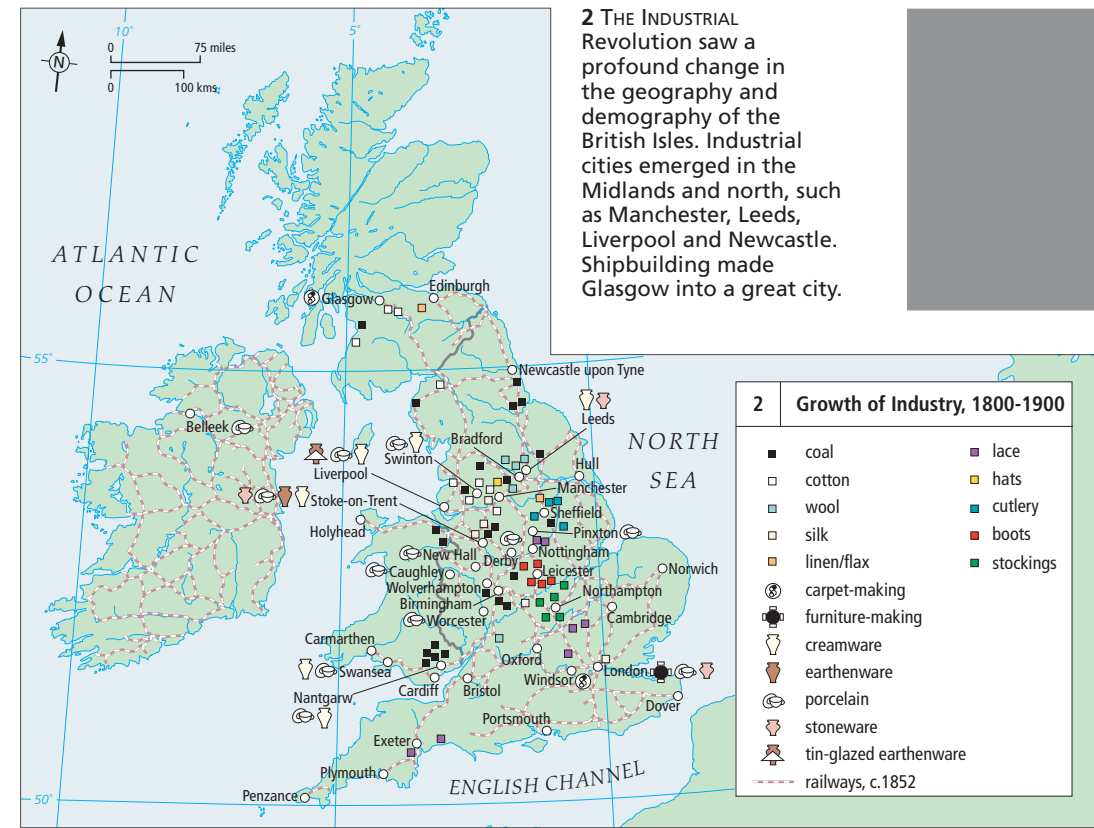 2 THE INDUSTRIAL
Revolution saw a
profound change in
the geography and
demography of the
British Isles. Industrial
cities emerged in the
Midlands and north, such
as Manchester, Leeds,
Liverpool and Newcastle.
Shipbuilding made
Glasgow into a great city.
10°
5°
N
0
75 miles
0
100 kms
ATLANTIC
OCEAN
Glasgow
Edinburgh
55°
Newcastle upon Tyne
Belleek
Leeds
Bradford
NORTH
SEA
Swinton
Hull
Liverpool
Manchester
Stoke-on-Trent
Sheffield
Holyhead
Pinxton
New Hall
Derby
Nottingham
Caughley
Leicester
Norwich
Wolverhampton
Northampton
Birmingham
Cambridge
Worcester
Carmarthen
Oxford
London
Swansea
Windsor
Nantgarw
Cardiff
Bristol
Dover
Portsmouth
Exeter
Plymouth
ENGLISH CHANNEL
Penzance
50°
2
Growth of Industry, 1800-1900
coal
cotton
wool
silk
linen/flax
carpet-making
furniture-making
creamware
earthenware
porcelain
stoneware
tin-glazed earthenware
railways, c.1852
lace
hats
cutlery
boots
stockings